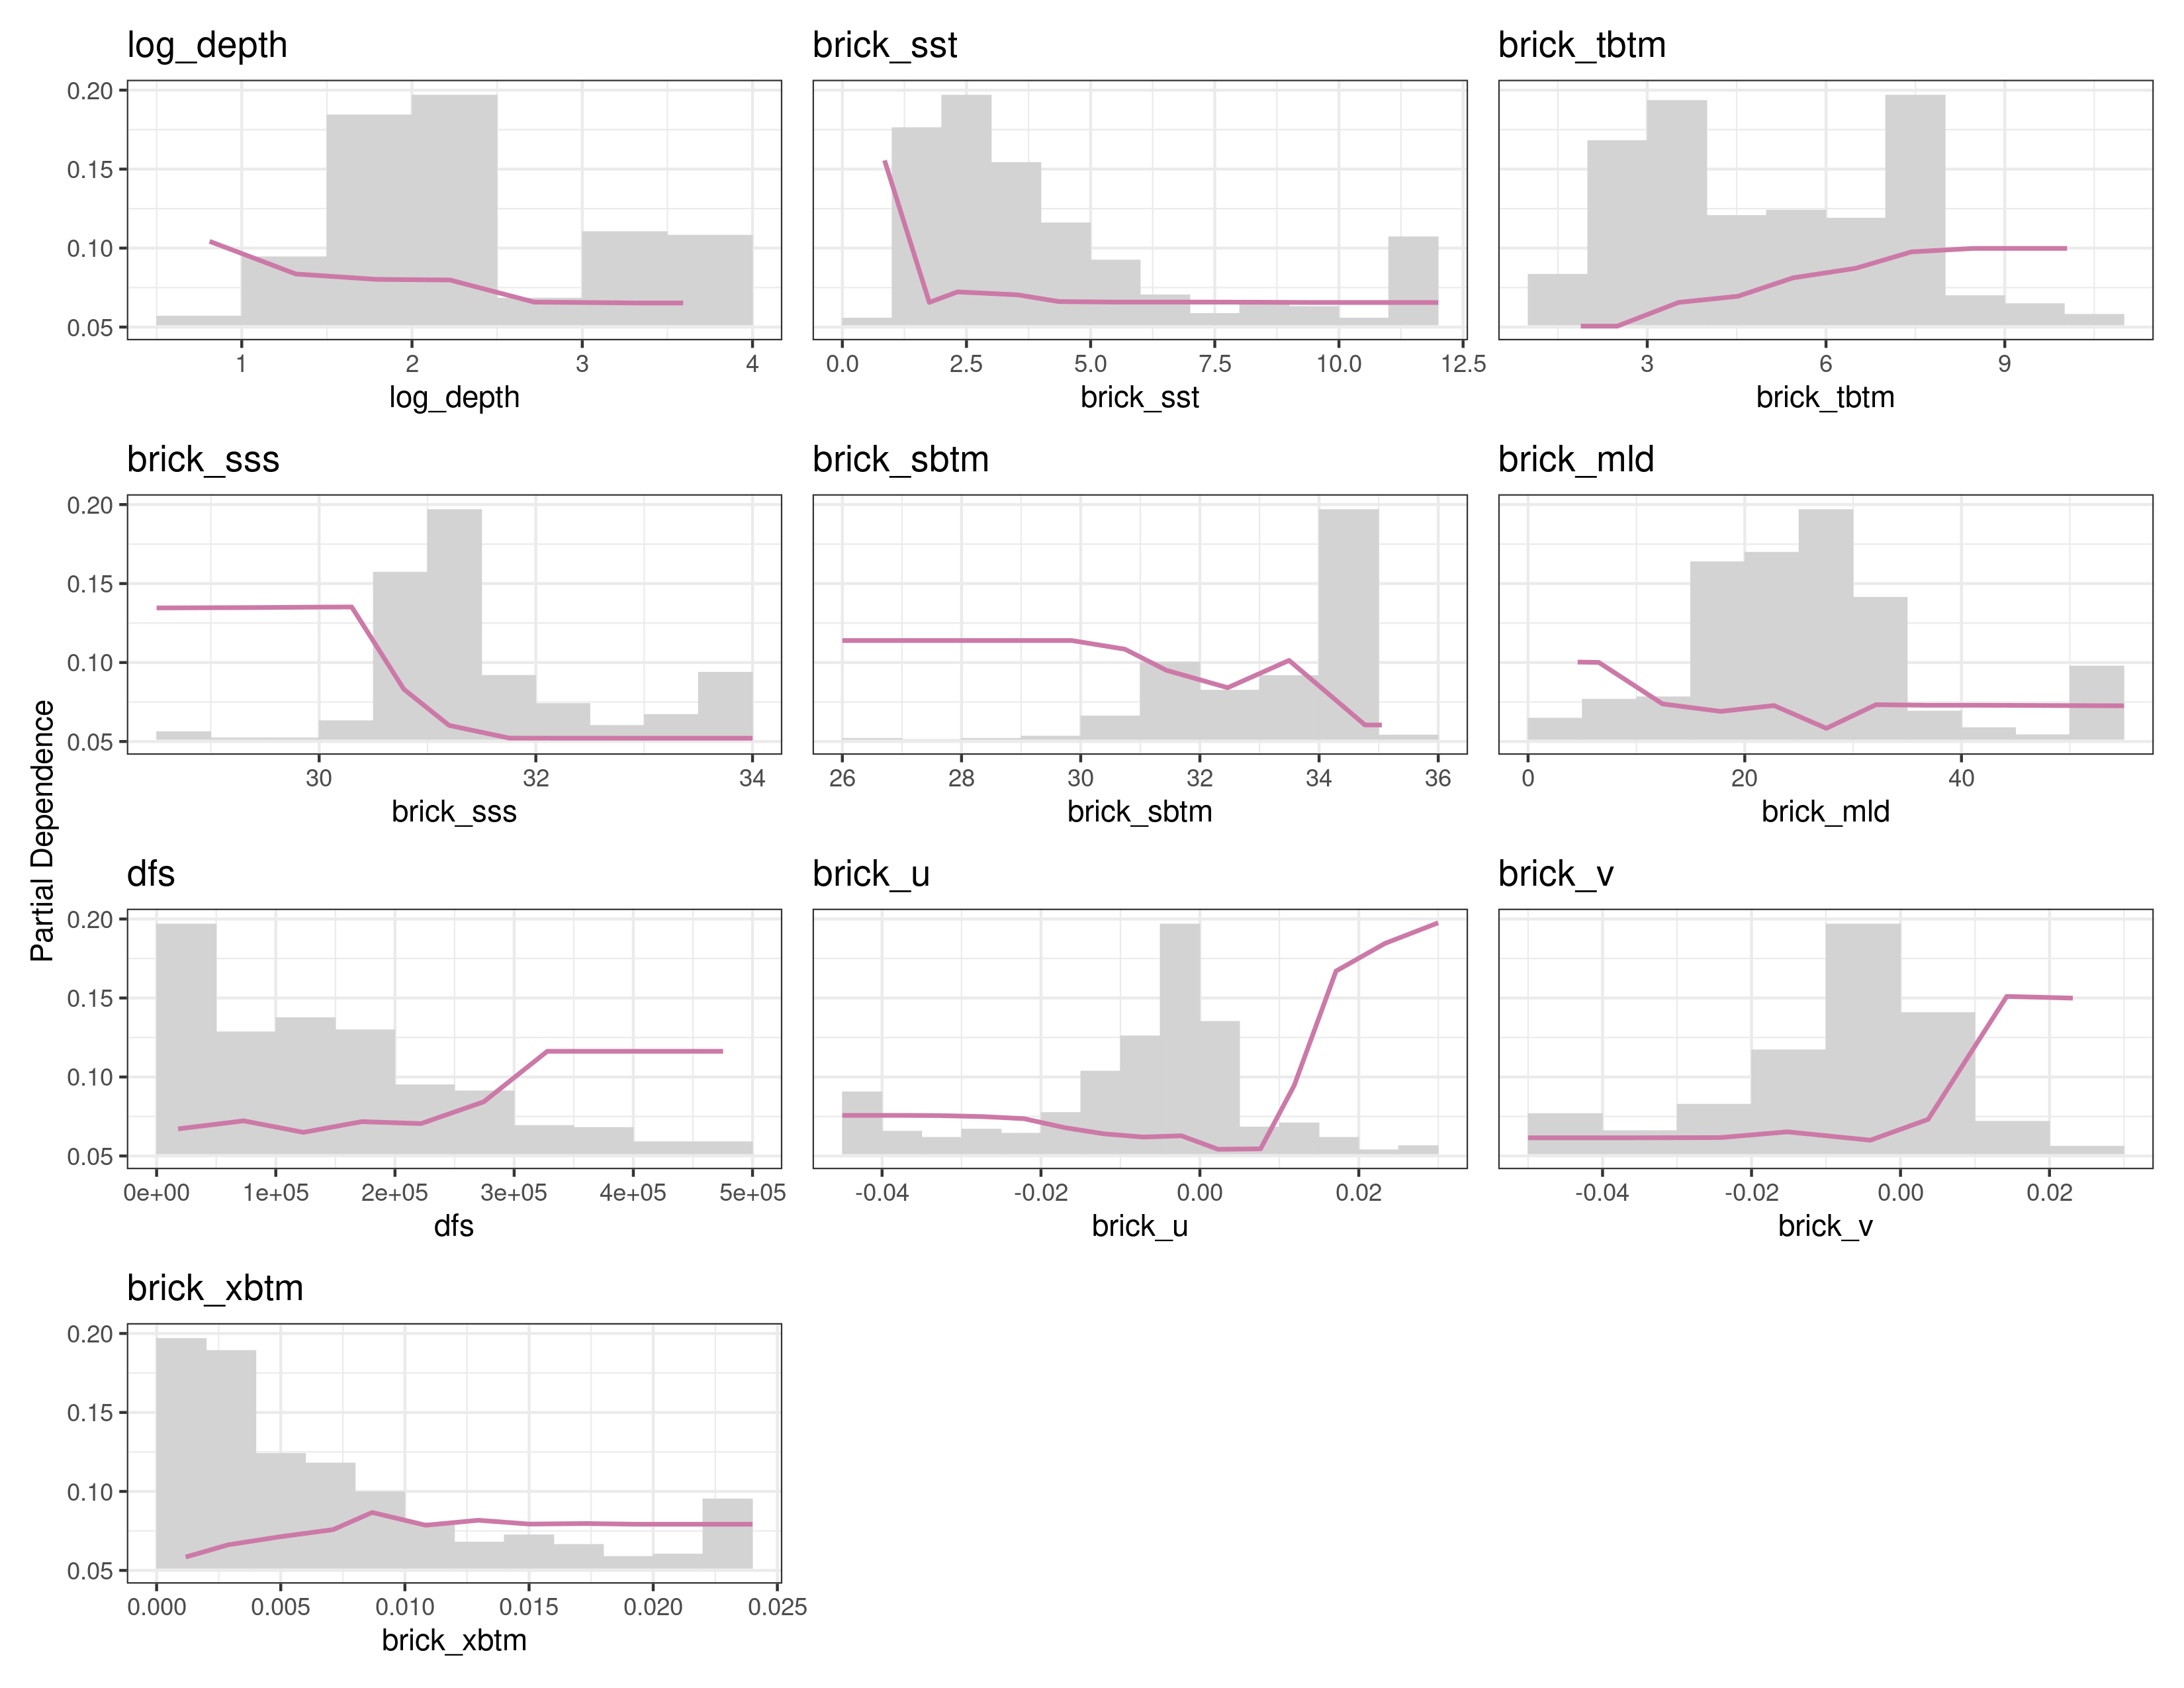 log_depth brick_sst brick_tbtm
0.20
0.15
0.10
0.05
1 2 3 4 0.0 2.5 5.0 7.5 10.0 12.5 3 6 9
log_depth brick_sst brick_tbtm
brick_sss brick_sbtm brick_mld
0.20
0.15
0.10
0.05
30 32 34 26 28 30 32 34 36 0 20 40
brick_sss brick_sbtm brick_mld
Partial Dependence
dfs brick_u brick_v
0.20
0.15
0.10
0.05
0e+00 1e+05 2e+05 3e+05 4e+05 5e+05 -0.04 -0.02 0.00 0.02 -0.04 -0.02 0.00 0.02
dfs brick_u brick_v
brick_xbtm
0.20
0.15
0.10
0.05
0.000 0.005 0.010 0.015 0.020 0.025
brick_xbtm